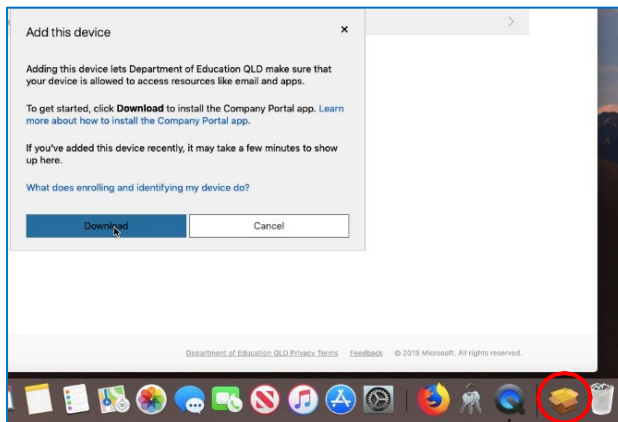 Add this device
Adding this device lets Department of Education QLD make sure that
your device is allowed to access resources like email and apps.
To get started, click Download to install the Company Portal app. Learn
more about how to install the Company Portal app.
If you've added this device recently, it may take a few minutes to show
up here.
What does enrolling and identifying my device do?
Download
Cancel
Department of Education QLD Privacy Terms Feedback © 2019 Microsoft. All rights reserved.